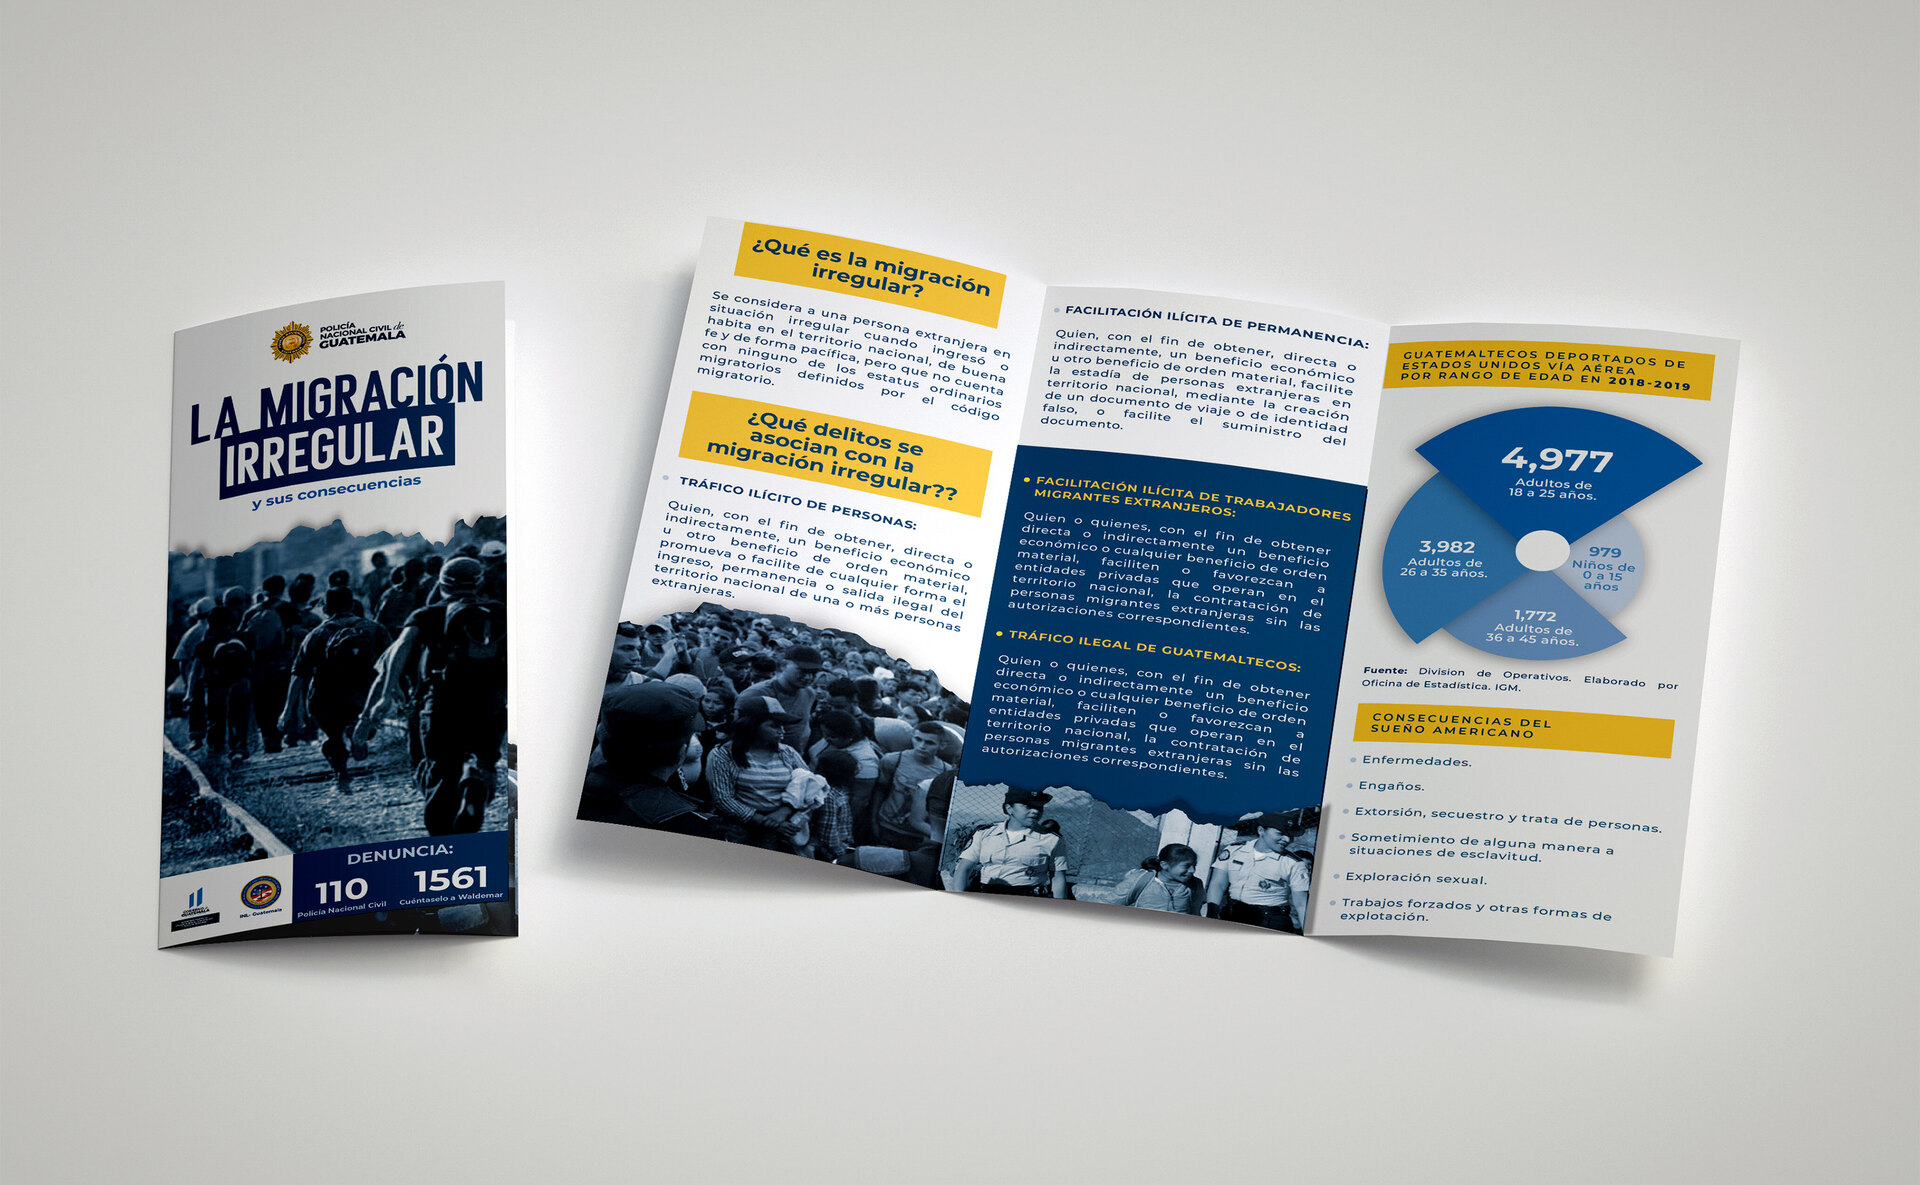 POLICÍA
NACIONAL CIVIL de
GUATEMALA
LA MIGRACIÓN
IRREGULAR
y sus consecuencias
GUATEMALA
INL- Guatemala
DENUNCIA:
110
Policía Nacional Civil
1561
Cuéntaselo a Waldemar
¿Qué es la migración
irregular?
Se considera a una persona extranjera en
situación irregular cuando ingresó o
habita en el territorio nacional, de buena
fe y de forma pacífica, pero que no cuenta
con ninguno de los estatus ordinarios
migratorios definidos por el código
migratorio.
¿Qué delitos se
asocian con la
migración irregular??
TRÁFICO ILÍCITO DE PERSONAS:
Quien, con el fin de obtener, directa o
indirectamente, un beneficio económico
u otro beneficio de orden material,
promueva o facilite de cualquier forma el
ingreso, permanencia o salida ilegal del
territorio nacional de una o más personas
extranjeras.
FACILITACIÓN ILÍCITA DE PERMANENCIA:
Quien, con el fin de obtener, directa o
indirectamente, un beneficio económico
u otro beneficio de orden material, facilite
la estadía de personas extranjeras en
territorio nacional, mediante la creación
de un documento de viaje o de identidad
falso, o facilite el suministro del
documento.
FACILITACIÓN ILÍCITA DE TRABAJADORES
MIGRANTES EXTRANJEROS:
Quien o quienes, con el fin de obtener
directa o indirectamente un beneficio
económico o cualquier beneficio de orden
material, faciliten o favorezcan a
entidades privadas que operan en el
territorio nacional, la contratación de
personas migrantes extranjeras sin las
autorizaciones correspondientes.
TRÁFICO ILEGAL DE GUATEMALTECOS:
Quien o quienes, con el fin de obtener
directa o indirectamente un beneficio
económico o cualquier beneficio de orden
material, faciliten o favorezcan a
entidades privadas que operan en el
territorio nacional, la contratación de
personas migrantes extranjeras sin las
autorizaciones correspondientes.
GUATEMALTECOS DEPORTADOS DE
ESTADOS UNIDOS VÍA AÉREA
POR RANGO DE EDAD EN 2018-2019
4,977
Adultos de
18 a 25 años.
3,982
Adultos de
26 a 35 años.
979
Niños de
0 a 15
años
1,772
Adultos de
36 a 45 años.
Fuente: Division de Operativos. Elaborado por
Oficina de Estadística. IGM.
CONSECUENCIAS DEL
SUEÑO AMERICANO
Enfermedades.
Engaños.
Extorsión, secuestro y trata de personas.
Sometimiento de alguna manera a
situaciones de esclavitud.
Exploración sexual.
Trabajos forzados y otras formas de
explotación.